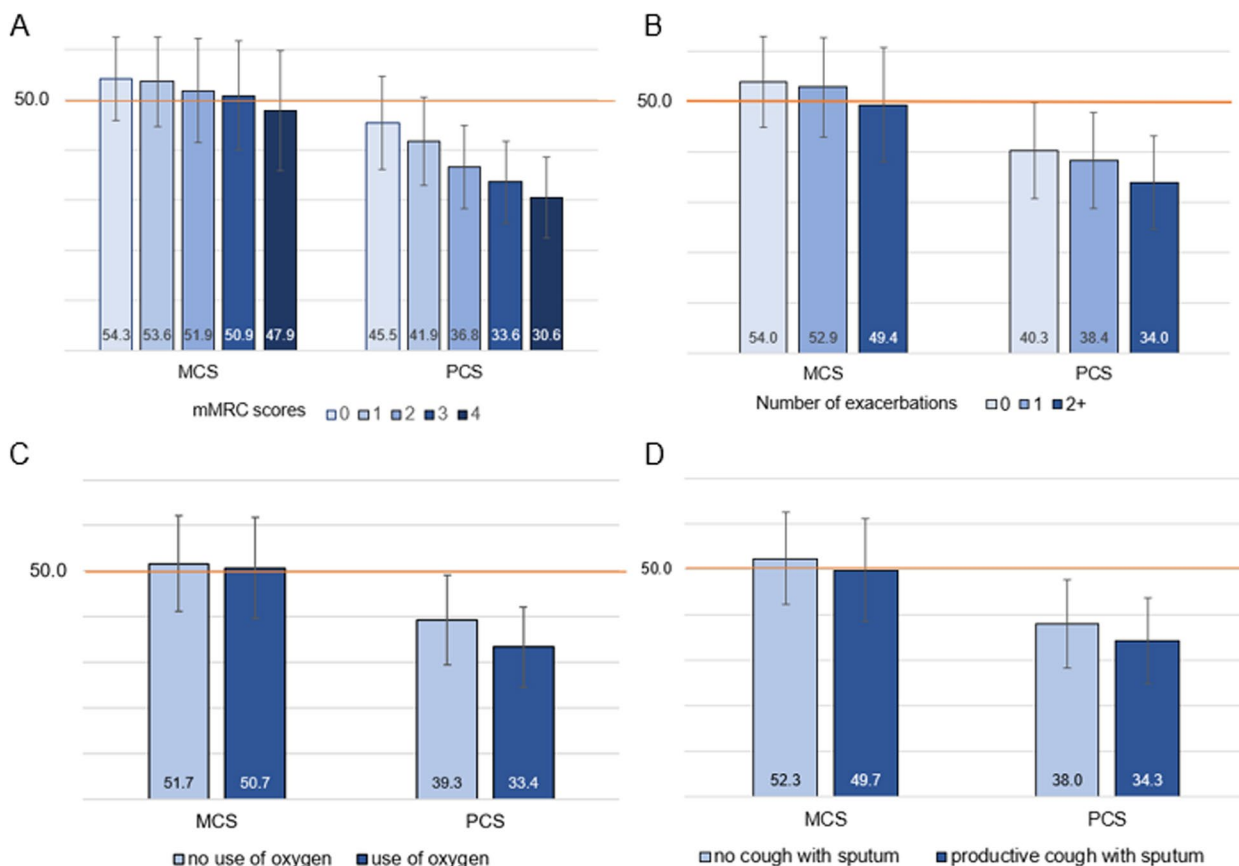 A
50.0
54.3 53.6 51.9 50.9 47.9 45.5 41.9 36.8 33.6 30.6
MCS PCS
mMRC scores 0 1 2 3 4
B
50.0
54.0 52.9 49.4 40.3 38.4 34.0
MCS PCS
Number of exacerbations 0 1 2+
C
50.0
51.7 50.7 39.3 33.4
MCS PCS
no use of oxygen use of oxygen
D
50.0
52.3 49.7 38.0 34.3
MCS PCS
no cough with sputum productive cough with sputum